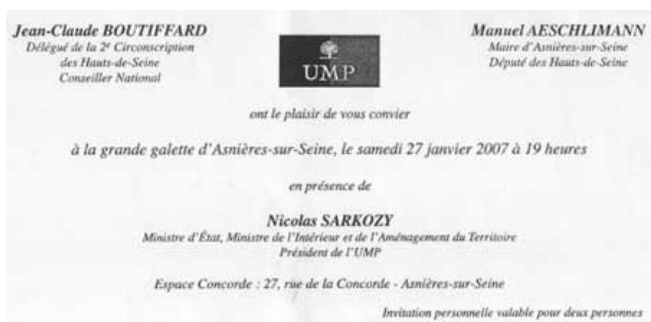 Jean-Claude BOUTIFFARD
Délégué de la 2e Circonscription
des Hauts-de-Seine
Conseiller National
UMP
Manuel AESCHLIMANN
Maire d'Asnières-sur-Seine
Député des Hauts-de-Seine
ont le plaisir de vous convier
à la grande galette d'Asnières-sur-Seine, le samedi 27 janvier 2007 à 19 heures
en présence de
Nicolas SARKOZY
Ministre d'État, Ministre de l'Intérieur et de l'Aménagement du Territoire
Président de l'UMP
Espace Concorde : 27, rue de la Concorde - Asnières-sur-Seine
Invitation personnelle valable pour deux personnes